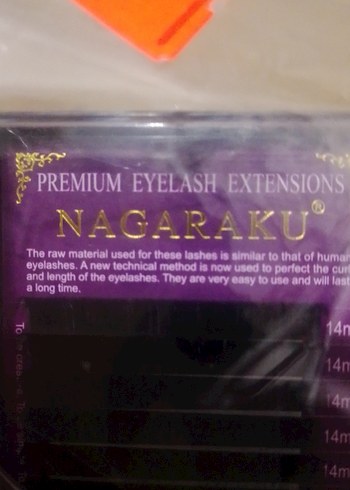 PREMIUM EYELASH EXTENSIONS
NAGARAKU®
The raw material used for these lashes is similar to that of human
eyelashes. A new technical method is now used to perfect the curl
and length of the eyelashes. They are very easy to use and will last
a long time.
14m
14m
14m
14m
14m